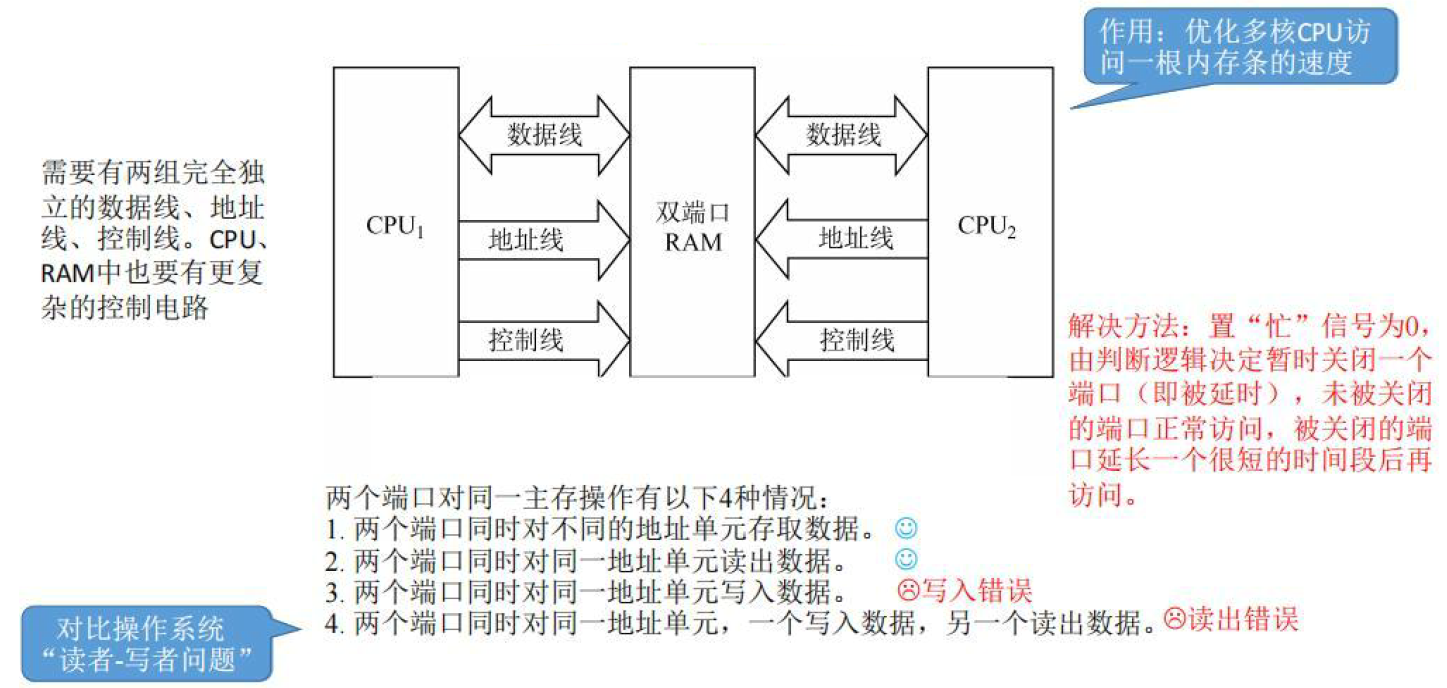 作用：优化多核CPU访
问一根内存条的速度
需要有两组完全独
立的数据线、地址
线、控制线。CPU、
RAM中也要有更复
杂的控制电路
CPU1
数据线
地址线
控制线
双端口
RAM
数据线
地址线
控制线
CPU2
解决方法：置“忙”信号为0，
由判断逻辑决定暂时关闭一个
端口（即被延时），未被关闭
的端口正常访问，被关闭的端
口延长一个很短的时间段后再
访问。
两个端口对同一主存操作有以下4种情况：
1. 两个端口同时对不同的地址单元存取数据。
2. 两个端口同时对同一地址单元读出数据。
3. 两个端口同时对同一地址单元写入数据。 写入错误
4. 两个端口同时对同一地址单元，一个写入数据，另一个读出数据。 读出错误
对比操作系统
“读者-写者问题”